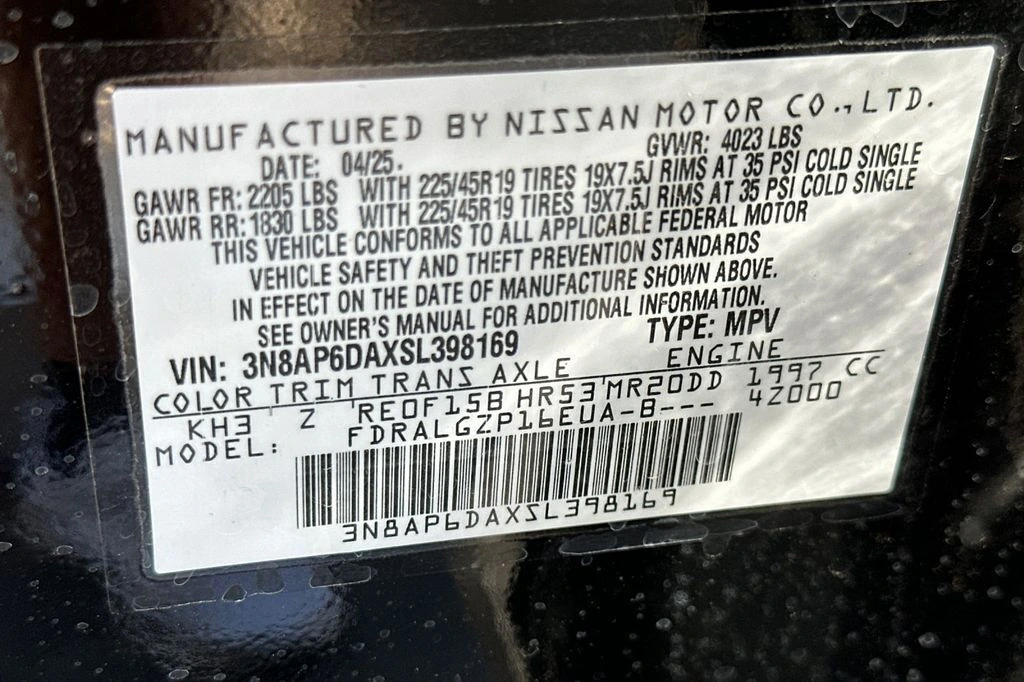 MANUFACTURED BY NISSAN MOTOR CO.,LTD.
DATE: 04/25. GVWR: 4023 LBS
GAWR FR: 2205 LBS WITH 225/45R19 TIRES 19X7.5J RIMS AT 35 PSI COLD SINGLE
GAWR RR: 1830 LBS WITH 225/45R19 TIRES 19X7.5J RIMS AT 35 PSI COLD SINGLE
THIS VEHICLE CONFORMS TO ALL APPLICABLE FEDERAL MOTOR
VEHICLE SAFETY AND THEFT PREVENTION STANDARDS
IN EFFECT ON THE DATE OF MANUFACTURE SHOWN ABOVE.
SEE OWNER'S MANUAL FOR ADDITIONAL INFORMATION.
VIN: 3N8AP6DAXSL398169 TYPE: MPV
COLOR TRIM TRANS AXLE ENGINE
KH3 Z RE0F15B HR53 MR20DD 1997 CC
MODEL: FDRALGZP16EUA-B--- 42000
3N8AP6DAXSL398169